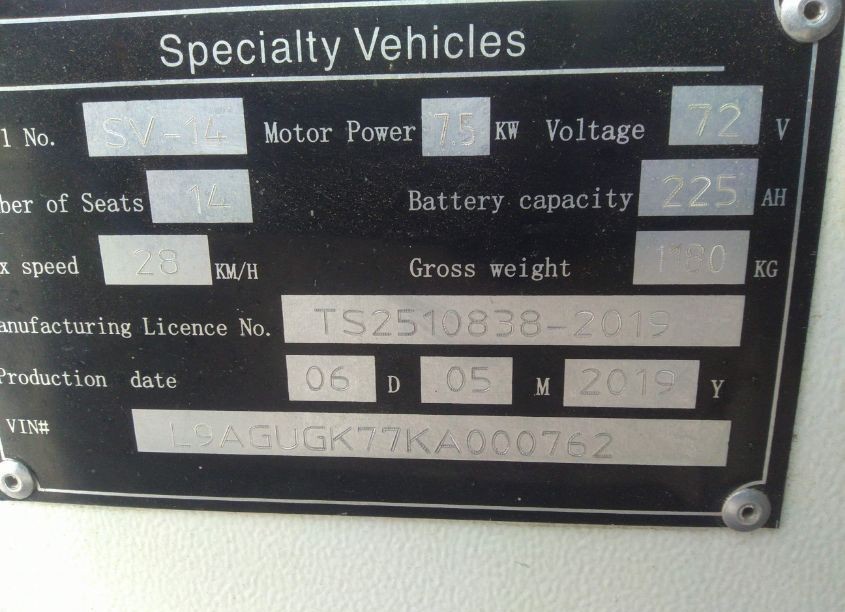 Specialty Vehicles
l No. SV-14 Motor Power 7.5 KW Voltage 72 V
ber of Seats 14 Battery capacity 225 AH
x speed 28 KM/H Gross weight 1180 KG
anufacturing Licence No. TS2510838-2019
Production date 06 D 05 M 2019 Y
VIN# L9AGUGK77KA000762